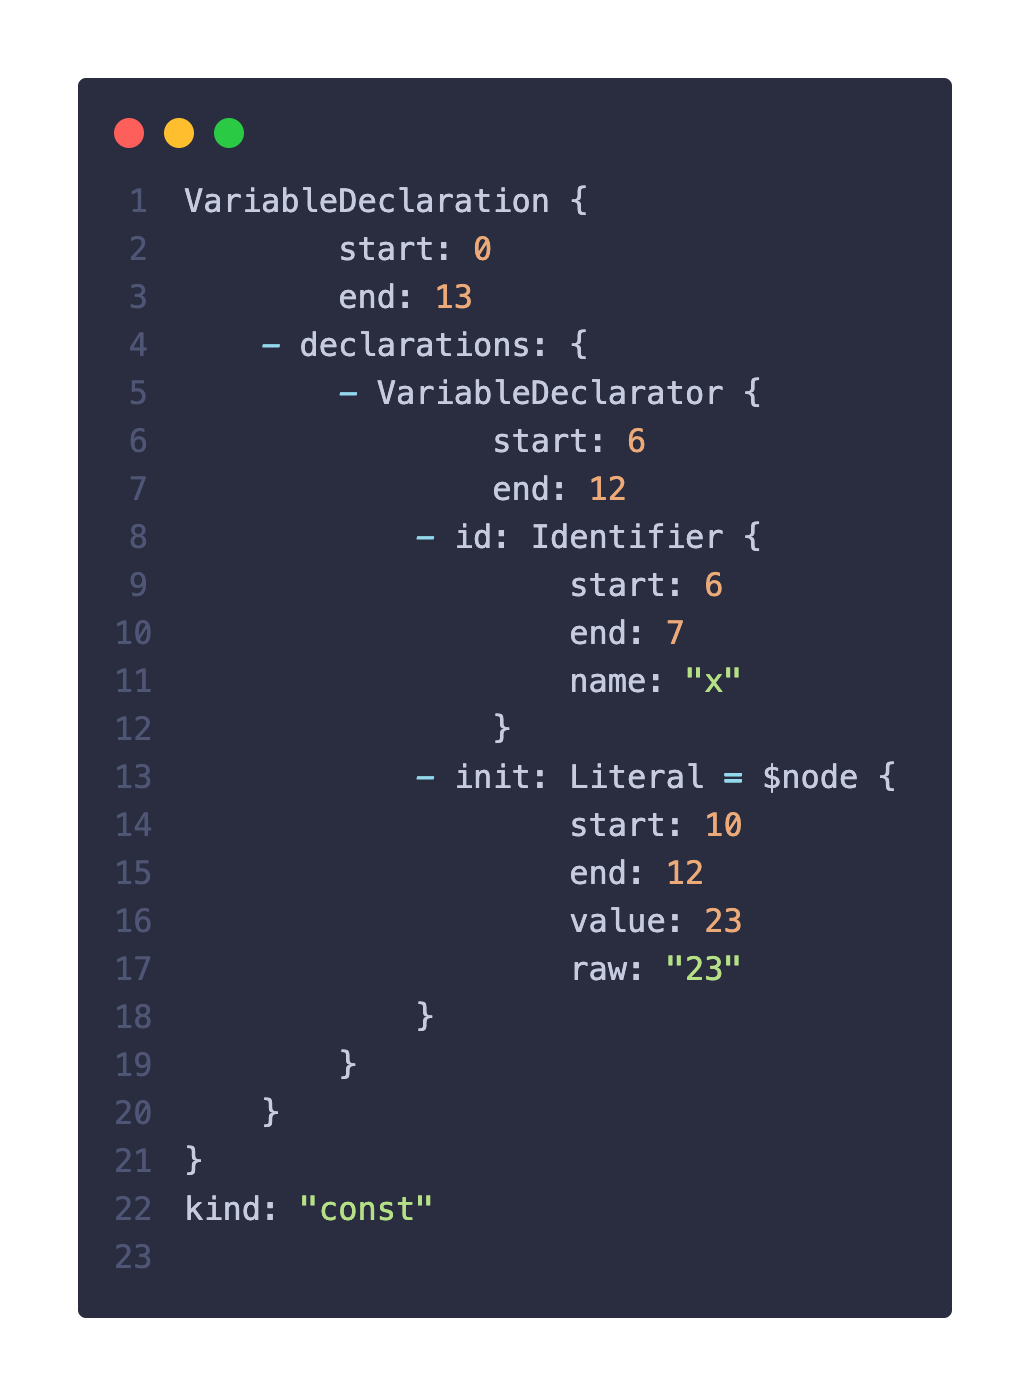 1 VariableDeclaration {
2         start: 0
3         end: 13
4     - declarations: {
5         - VariableDeclarator {
6                 start: 6
7                 end: 12
8             - id: Identifier {
9                     start: 6
10                     end: 7
11                     name: "x"
12                 }
13             - init: Literal = $node {
14                     start: 10
15                     end: 12
16                     value: 23
17                     raw: "23"
18             }
19         }
20     }
21 }
22 kind: "const"
23